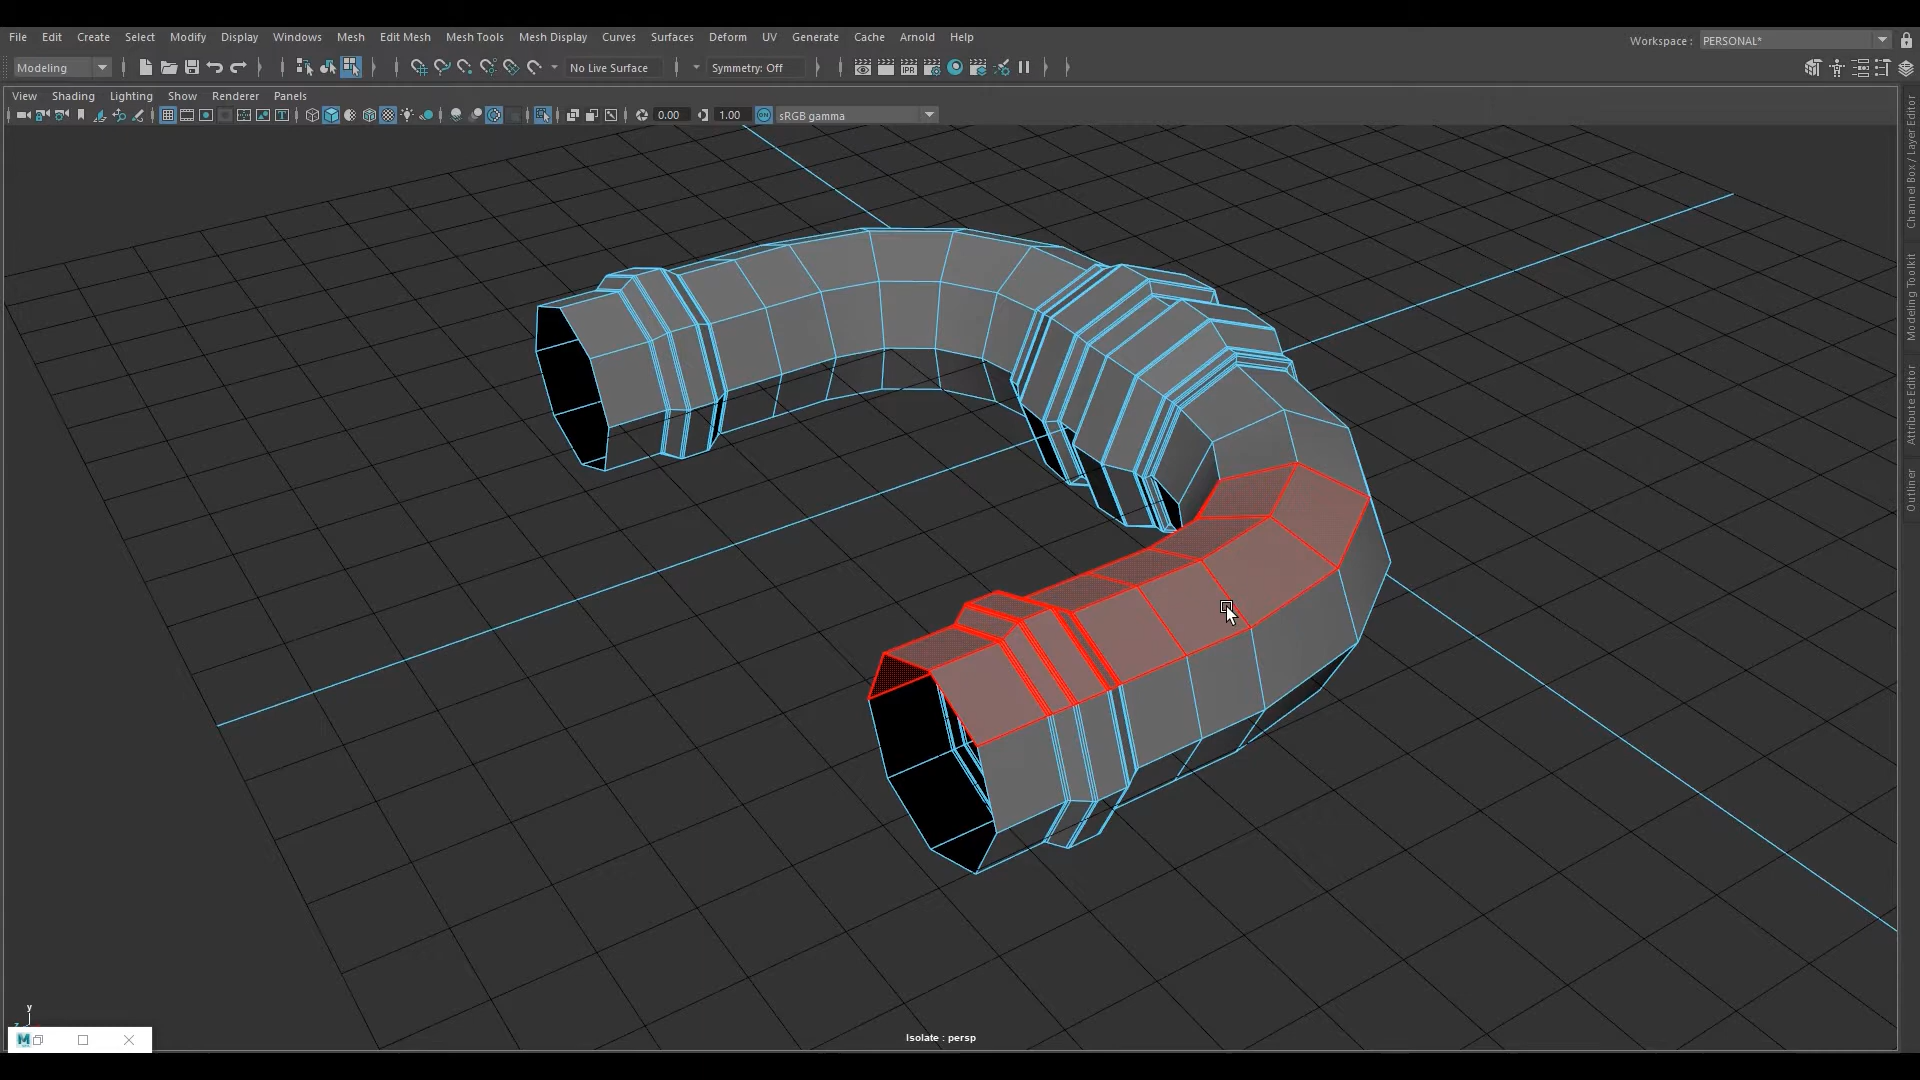 File Edit Create Select Modify Display Windows Mesh Edit Mesh Mesh Tools Mesh Display Curves Surfaces Deform UV Generate Cache Arnold Help
Workspace : PERSONAL*
Modeling No Live Surface Symmetry: Off
IPR
View Shading Lighting Show Renderer Panels
0.00 1.00 ON sRGB gamma
Channel Box / Layer Editor
Modeling Toolkit
Attribute Editor
Outliner
y
M
Isolate : persp